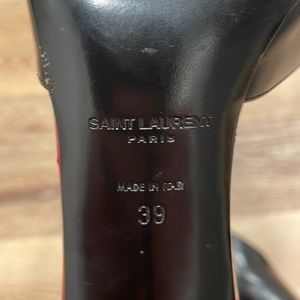 SAINT LAURENT
PARIS
MADE IN ITALY
39